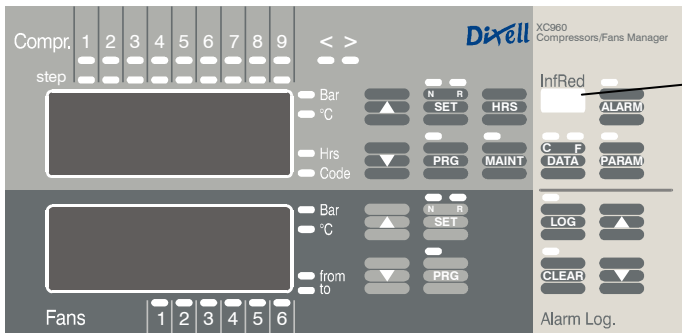 Compr. 1 2 3 4 5 6 7 8 9 < >
step
Dixell
XC960
Compressors/Fans Manager
Bar
°C
Hrs
Code
N R
SET
HRS
PRG
MAINT
InfRed
ALARM
C F
DATA
PARAM
Bar
°C
from
to
N R
SET
PRG
LOG
CLEAR
Fans 1 2 3 4 5 6
Alarm Log.